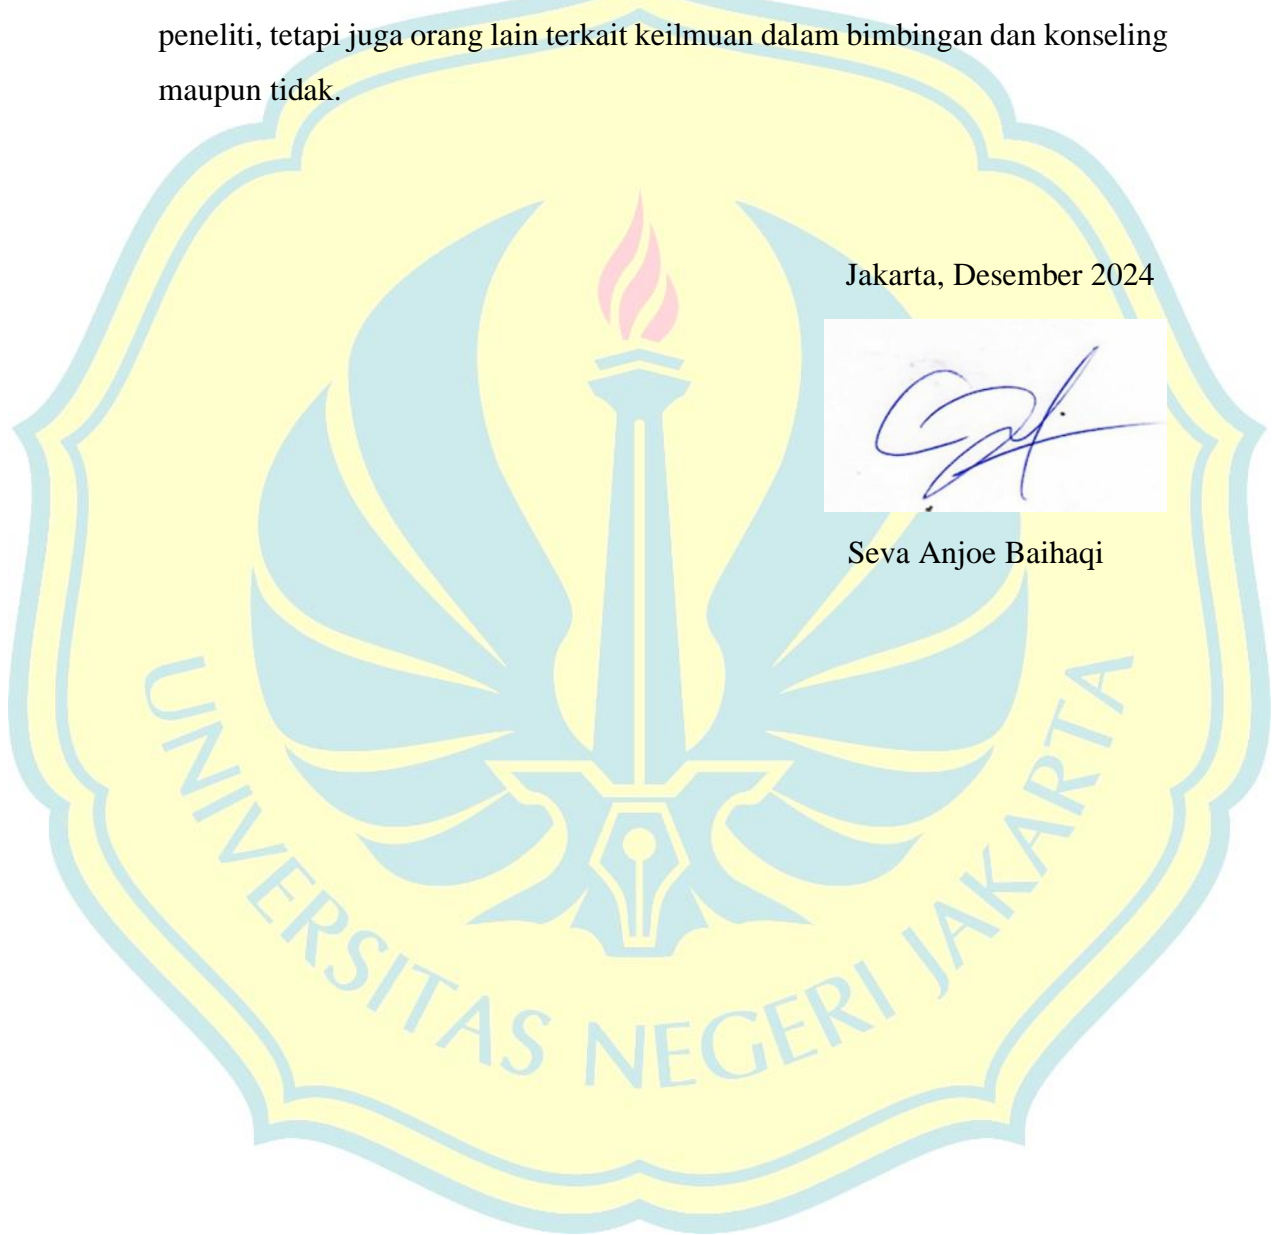 peneliti, tetapi juga orang lain terkait keilmuan dalam bimbingan dan konseling
maupun tidak.
Jakarta, Desember 2024
Seva Anjoe Baihaqi
UNIVERSITAS NEGERI JAKARTA